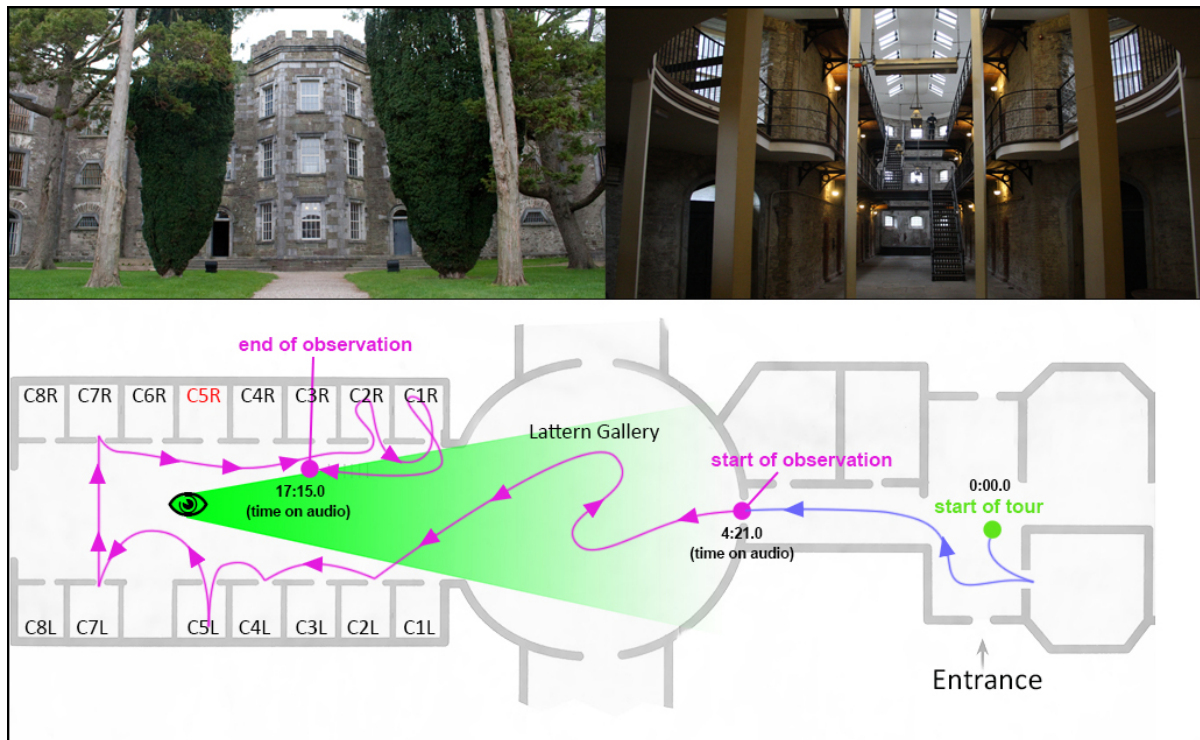 end of observation
C8R C7R C6R C5R C4R C3R C2R C1R
Lattern Gallery
start of observation
17:15.0
(time on audio)
0:00.0
start of tour
4:21.0
(time on audio)
C8L C7L C5L C4L C3L C2L C1L
Entrance